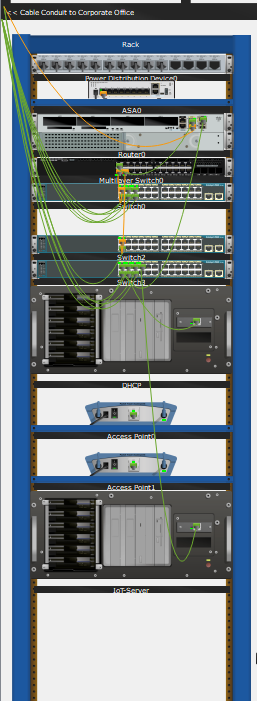 << Cable Conduit to Corporate Office
Rack
Power Distribution Device0
ASA0
Router0
Multilayer Switch0
Switch0
Switch2
Switch3
DHCP
Access Point0
Access Point1
IoT-Server